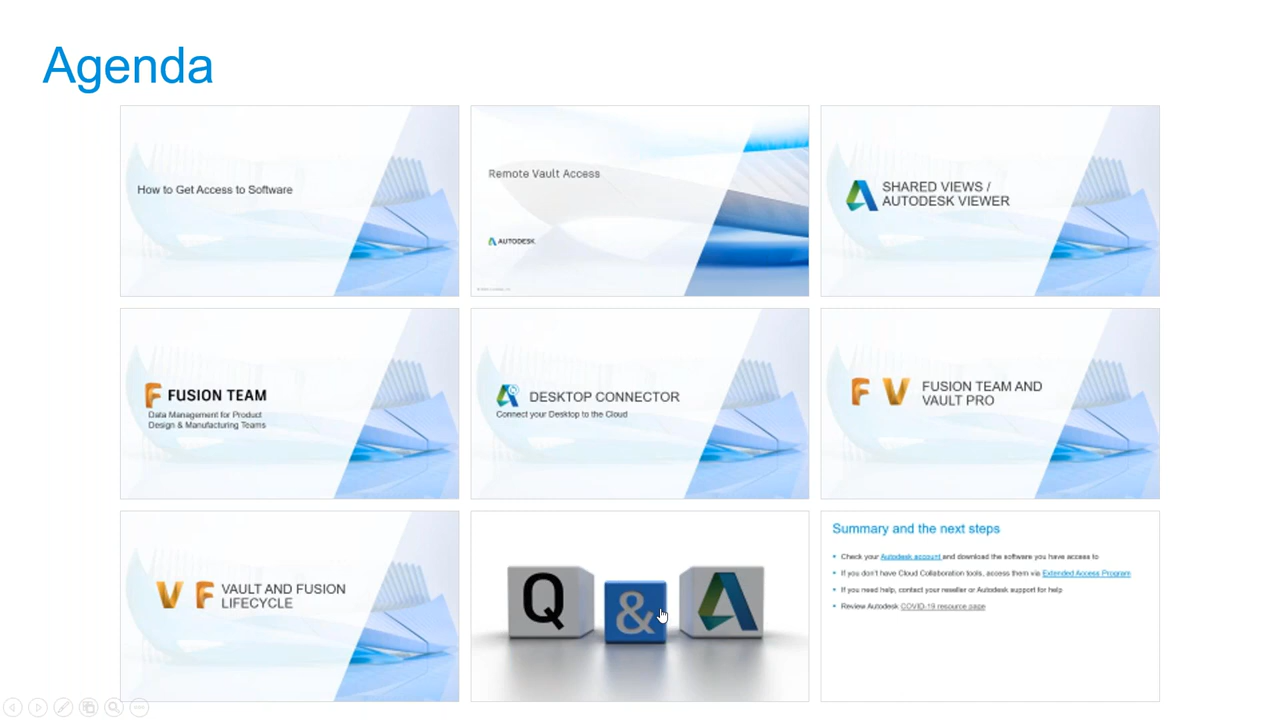 Agenda
How to Get Access to Software
Remote Vault Access
AUTODESK.
SHARED VIEWS /
AUTODESK VIEWER
FUSION TEAM
Data Management for Product
Design & Manufacturing Teams
DESKTOP CONNECTOR
Connect your Desktop to the Cloud
FUSION TEAM AND
VAULT PRO
VAULT AND FUSION
LIFECYCLE
Q & A
Summary and the next steps
• Check your Autodesk account and download the software you have access to
• If you don't have Cloud Collaboration tools, access them via Extended Access Program
• If you need help, contact your reseller or Autodesk support for help
• Review Autodesk COVID-19 resource page